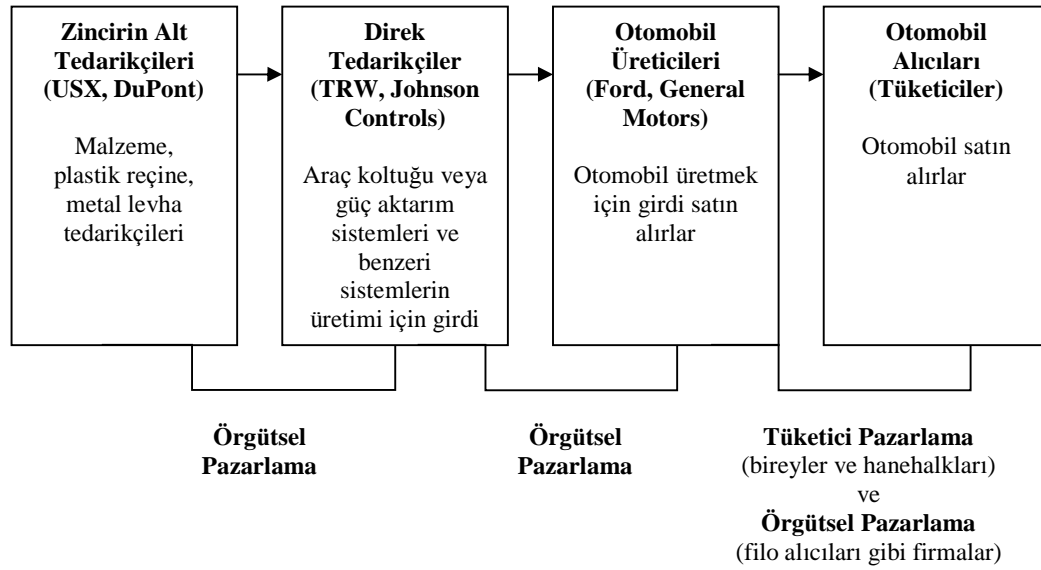 Zincirin Alt
Tedarikçileri
(USX, DuPont)
Malzeme,
plastik reçine,
metal levha
tedarikçileri
Direk
Tedarikçiler
(TRW, Johnson
Controls)
Araç koltuğu veya
güç aktarım
sistemleri ve
benzeri
sistemlerin
üretimi için girdi
Otomobil
Üreticileri
(Ford, General
Motors)
Otomobil üretmek
için girdi satın
alırlar
Otomobil
Alıcıları
(Tüketiciler)
Otomobil satın
alırlar
Örgütsel
Pazarlama
Örgütsel
Pazarlama
Tüketici Pazarlama
(bireyler ve hanehalkları)
ve
Örgütsel Pazarlama
(filo alıcıları gibi firmalar)